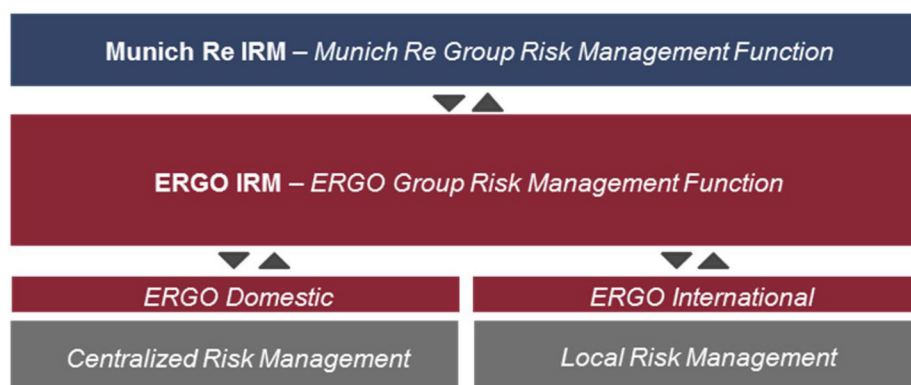 Munich Re IRM – Munich Re Group Risk Management Function
ERGO IRM – ERGO Group Risk Management Function
ERGO Domestic
ERGO International
Centralized Risk Management
Local Risk Management